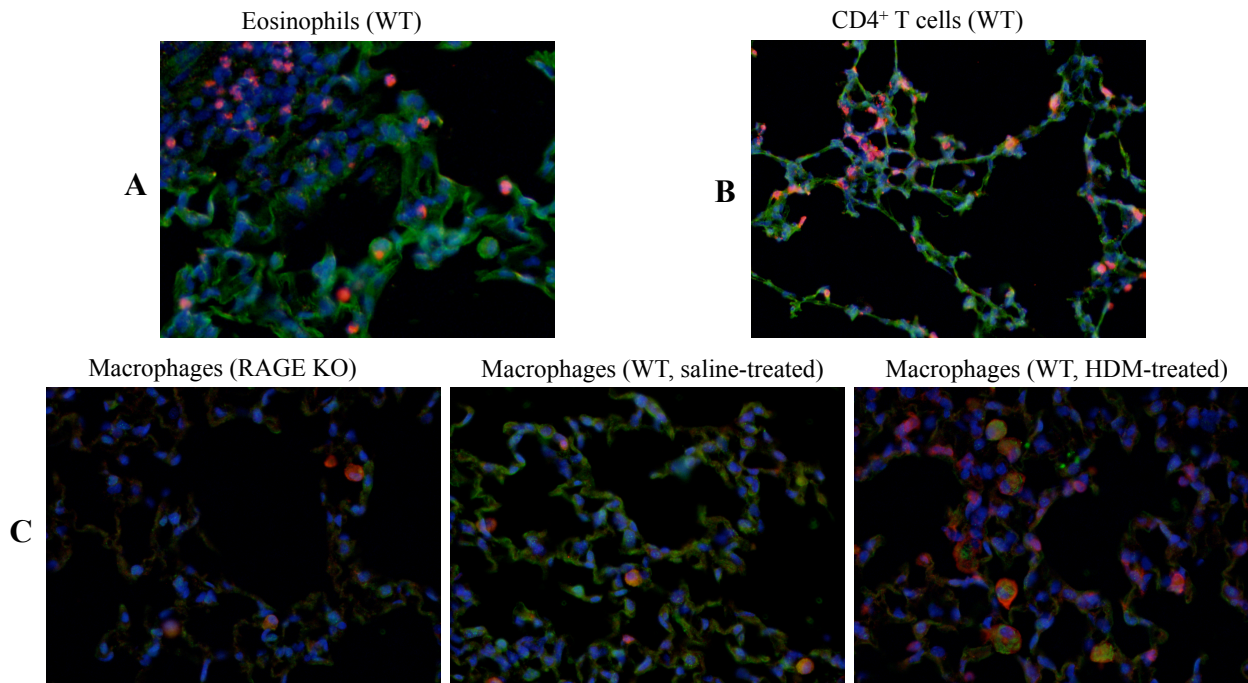 Eosinophils (WT)
CD4⁺ T cells (WT)
A
B
Macrophages (RAGE KO)
Macrophages (WT, saline-treated)
Macrophages (WT, HDM-treated)
C